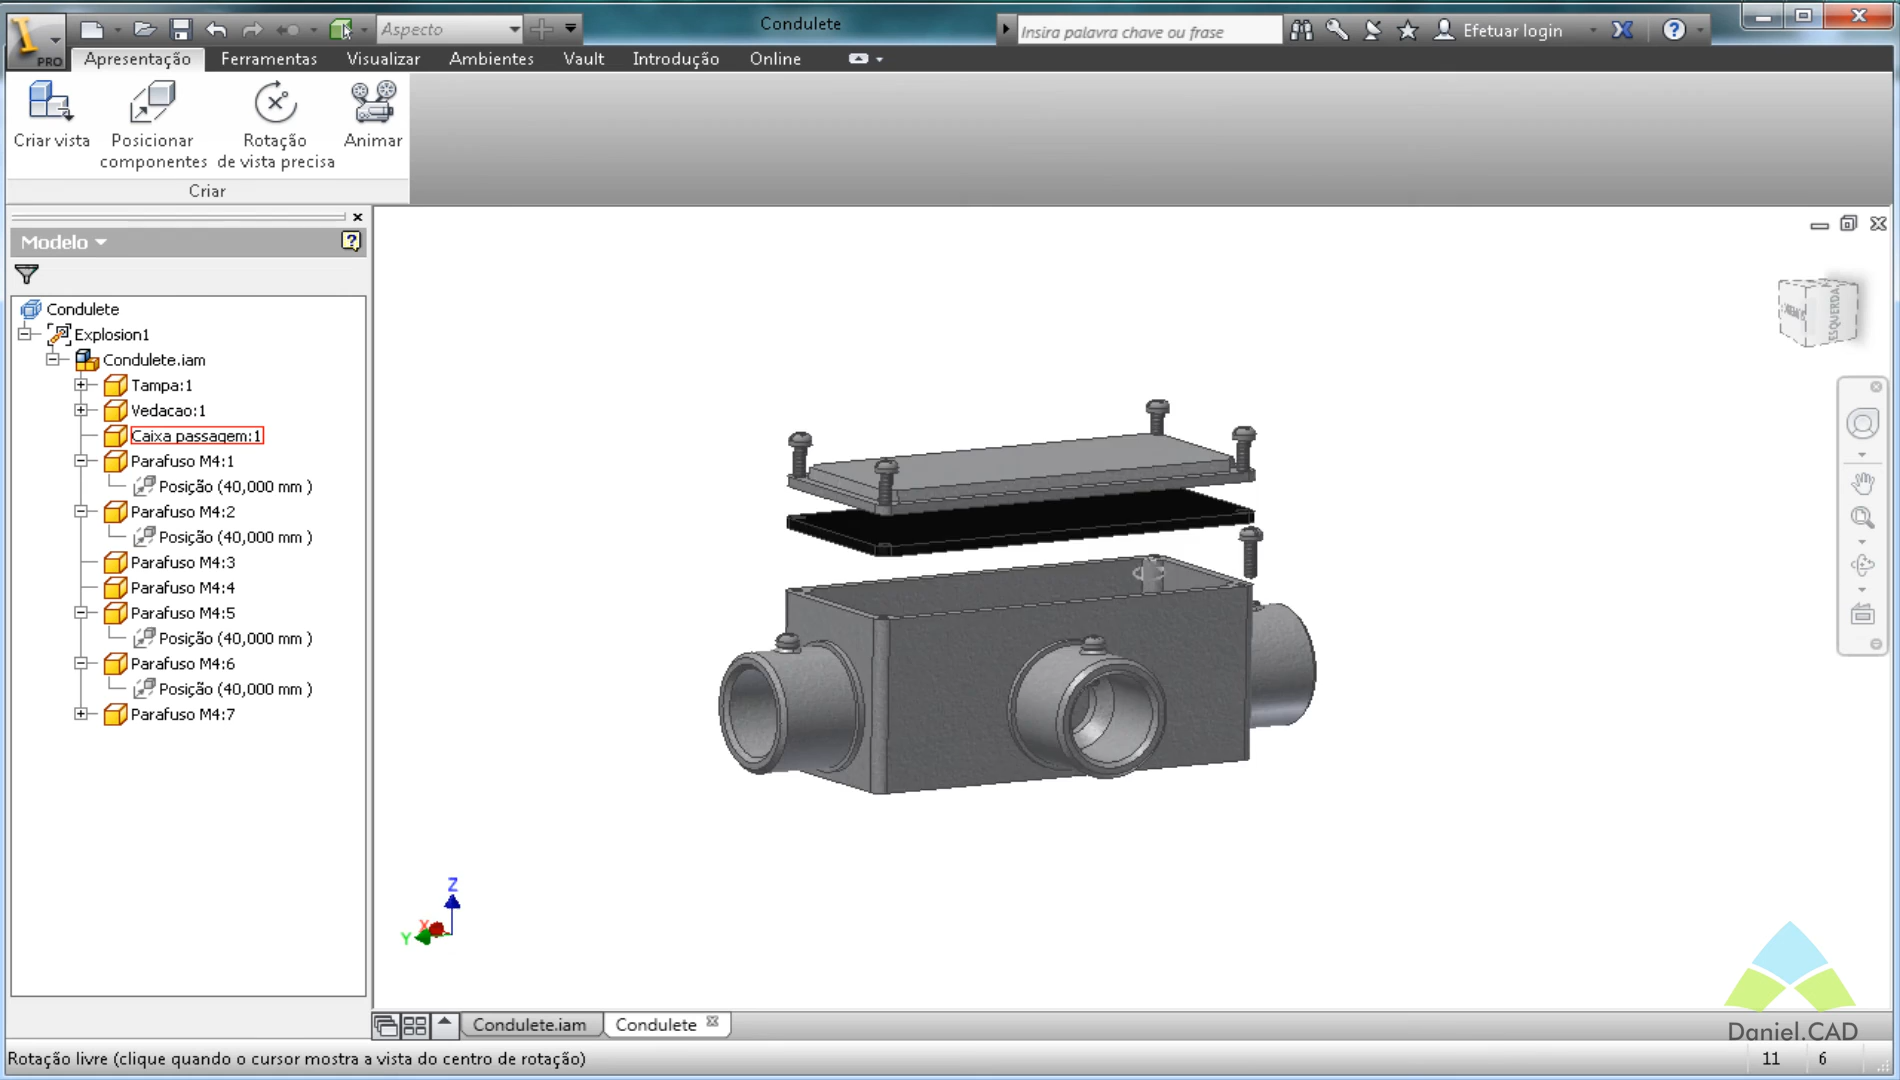 Aspecto
Condulete
Insira palavra chave ou frase
Efetuar login
PRO
Apresentação
Ferramentas
Visualizar
Ambientes
Vault
Introdução
Online
Criar vista
Posicionar
componentes
Rotação
de vista precisa
Animar
Criar
Modelo
Condulete
Explosion1
Condulete.iam
Tampa:1
Vedacao:1
Caixa passagem:1
Parafuso M4:1
Posição (40,000 mm )
Parafuso M4:2
Posição (40,000 mm )
Parafuso M4:3
Parafuso M4:4
Parafuso M4:5
Posição (40,000 mm )
Parafuso M4:6
Posição (40,000 mm )
Parafuso M4:7
ESQUERDA
Z
X
Y
Condulete.iam
Condulete
Daniel.CAD
Rotação livre (clique quando o cursor mostra a vista do centro de rotação)
11
6